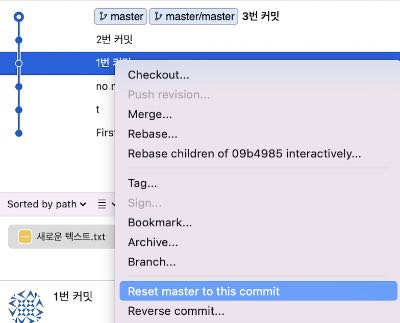 master master/master 3번 커밋
2번 커밋
1번 커밋
no
t
First
Checkout...
Push revision...
Merge...
Rebase...
Rebase children of 09b4985 interactively...
Tag...
Sign...
Bookmark...
Archive...
Branch...
Sorted by path
새로운 텍스트.txt
1번 커밋
Reset master to this commit
Reverse commit...